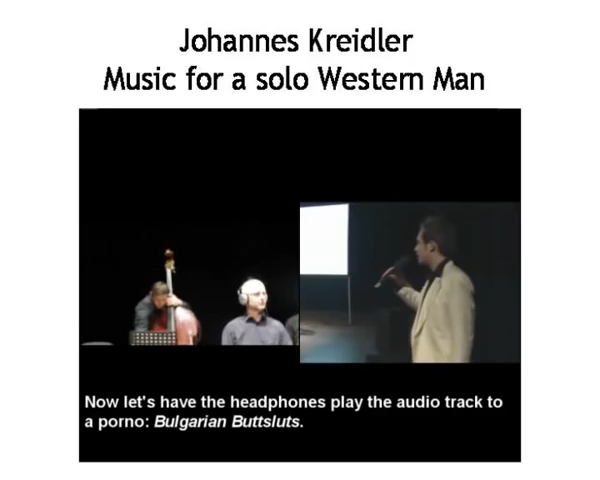 Johannes Kreidler
Music for a solo Western Man
Now let's have the headphones play the audio track to
a porno: Bulgarian Buttsluts.